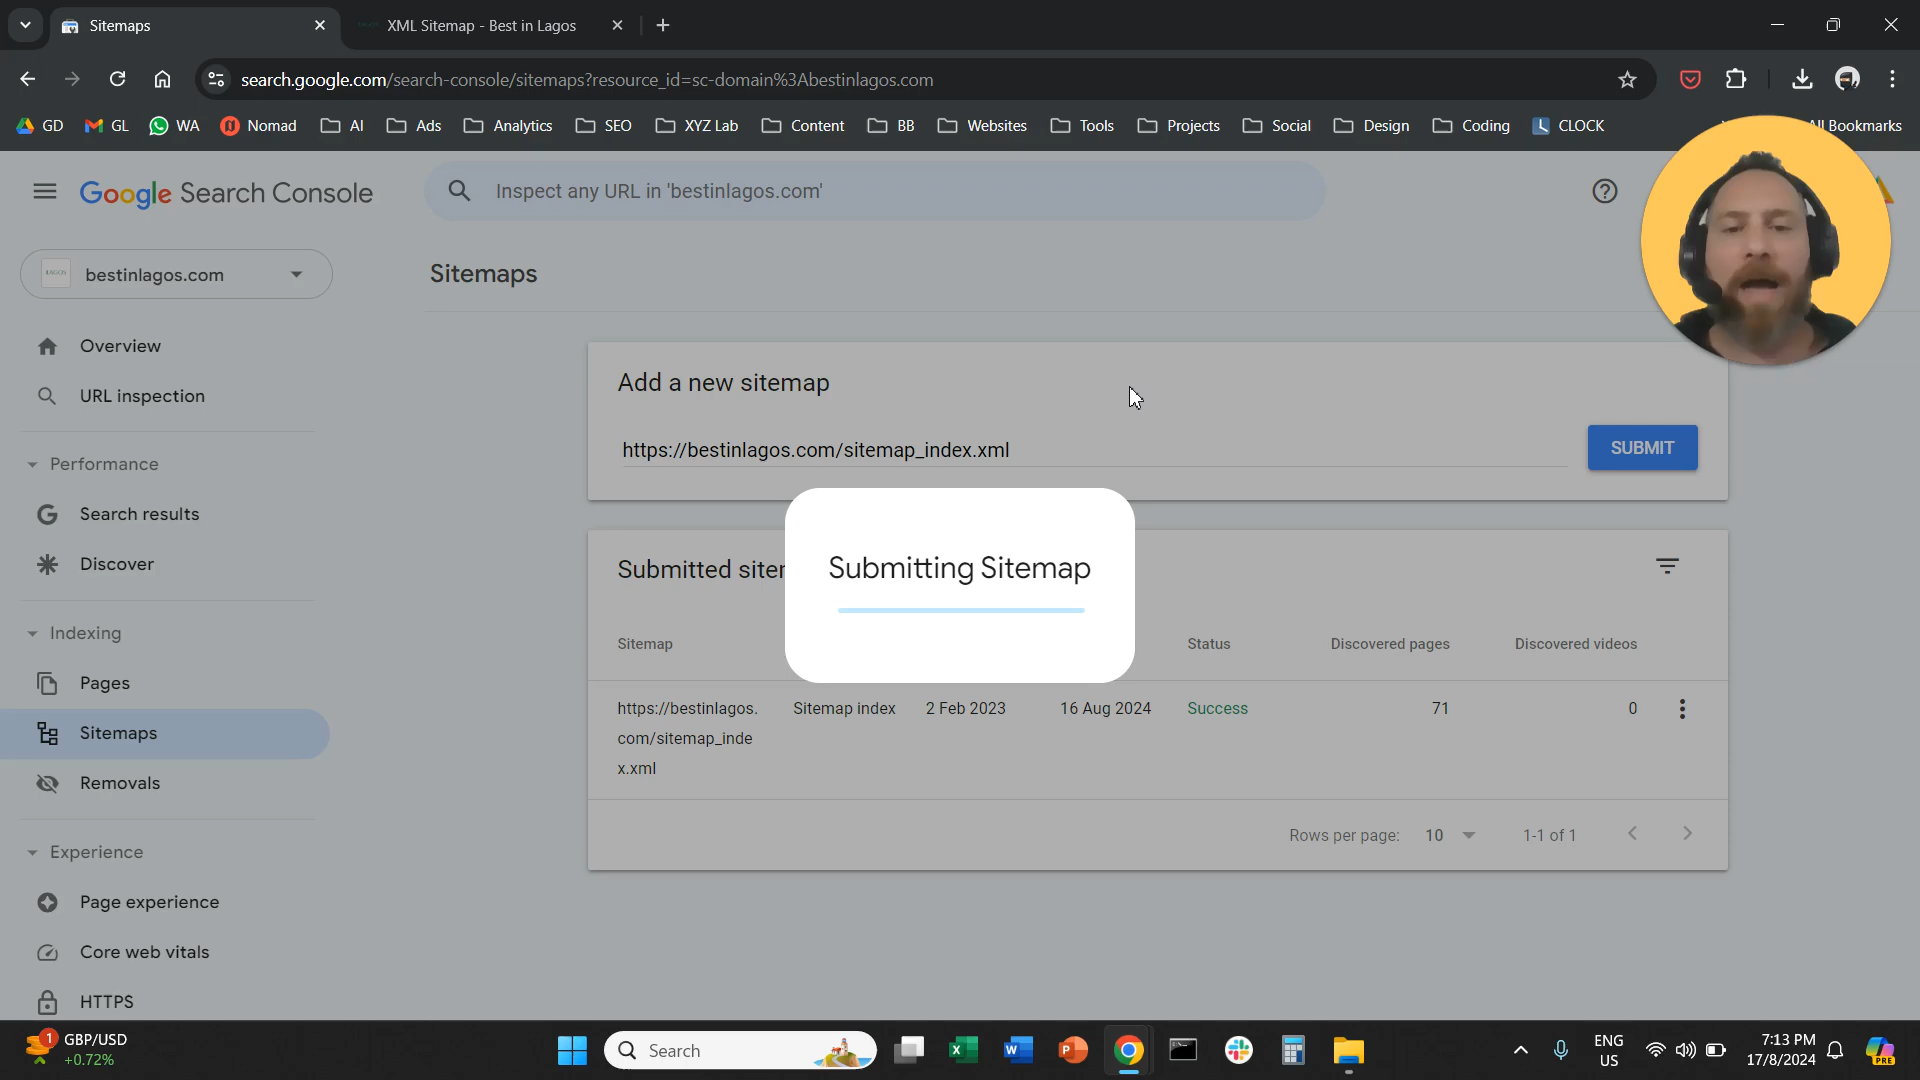 Sitemaps
XML Sitemap - Best in Lagos
search.google.com/search-console/sitemaps?resource_id=sc-domain%3Abestinlagos.com
GD
GL
WA
Nomad
AI
Ads
Analytics
SEO
XYZ Lab
Content
BB
Websites
Tools
Projects
Social
Design
Coding
CLOCK
All Bookmarks
Google Search Console
Inspect any URL in 'bestinlagos.com'
LAGOS
bestinlagos.com
Sitemaps
Overview
URL inspection
Performance
Search results
Discover
Indexing
Pages
Sitemaps
Removals
Experience
Page experience
Core web vitals
HTTPS
Add a new sitemap
https://bestinlagos.com/sitemap_index.xml
SUBMIT
Submitting Sitemap
Submitted siter
Sitemap
Status
Discovered pages
Discovered videos
https://bestinlagos.
com/sitemap_inde
x.xml
Sitemap index
2 Feb 2023
16 Aug 2024
Success
71
0
Rows per page:
10
1-1 of 1
1
GBP/USD
+0.72%
Search
ENG
US
7:13 PM
17/8/2024
PRE